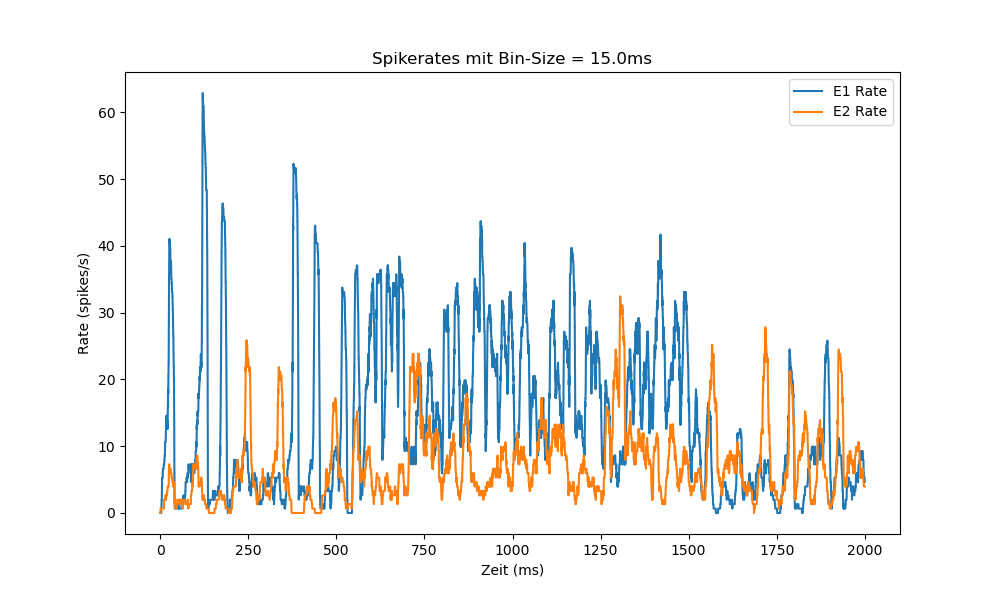 Spikerates mit Bin-Size = 15.0ms
E1 Rate
E2 Rate
60
50
40
30
20
10
0
Rate (spikes/s)
0 250 500 750 1000 1250 1500 1750 2000
Zeit (ms)